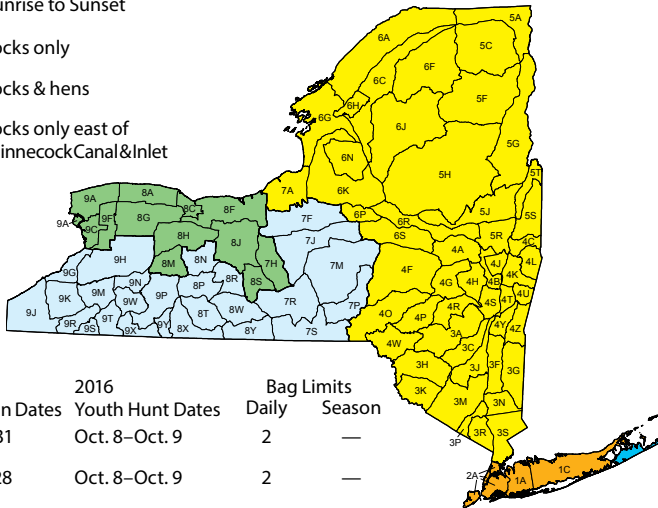 unrise to Sunset
ocks only
ocks & hens
ocks only east of
innecock Canal & Inlet
5A
6A
5C
6F
6C
5F
6H
6G
6J
5G
6N
5H
5T
7A
6K
9A
8A
8C
8F
9A
9F
8G
9C
7F
6P
6R
5J
5S
8H
8J
7J
6S
5R
4C
9H
8M
8N
7H
7M
4A
4J
4L
9G
4F
4K
9N
8P
8R
8S
4G
4H
4B
9K
9M
9W
9P
7R
7P
4S
4T
4U
9J
8T
8W
4O
4P
4R
9R
9S
9T
9X
9Y
8X
8Y
7S
3A
4Y
4Z
4W
3C
3H
3J
3F
3G
3K
3M
3N
3P
3R
3S
2A
1A
1C
2016 Bag Limits
n Dates Youth Hunt Dates Daily Season
31 Oct. 8–Oct. 9 2 —
28 Oct. 8–Oct. 9 2 —